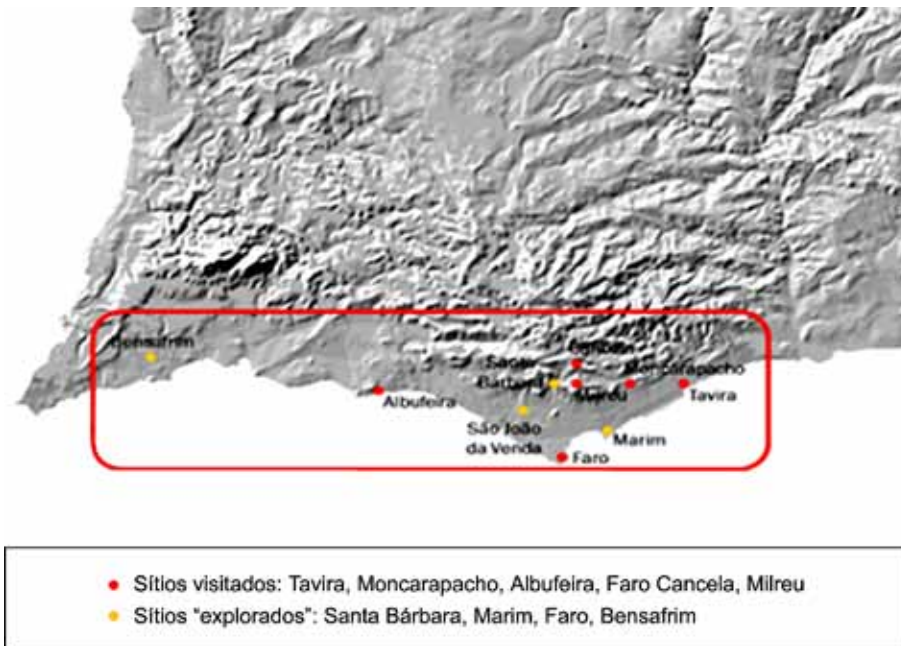 Bensafrim
Albufeira
São João
da Venda
Bárbara
Milreu
Moncarapacho
Tavira
Marim
Faro
Sítios visitados: Tavira, Moncarapacho, Albufeira, Faro Cancela, Milreu
Sítios “explorados”: Santa Bárbara, Marim, Faro, Bensafrim